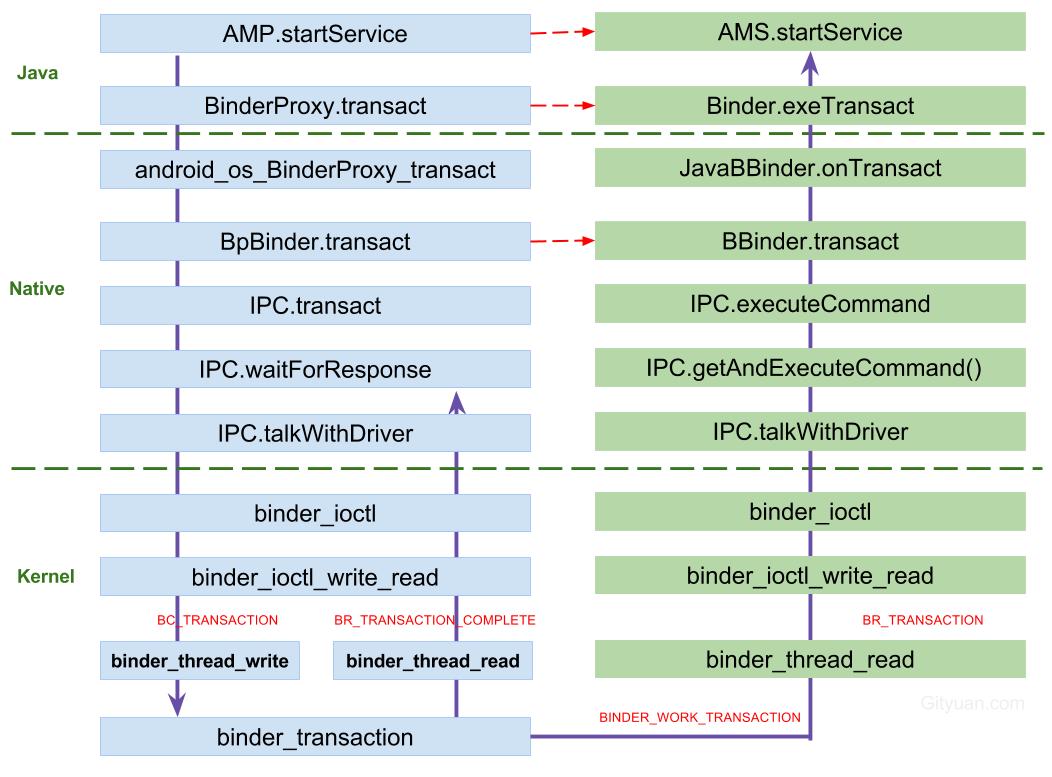 AMP.startService
AMS.startService
Java
BinderProxy.transact
Binder.exeTransact
android_os_BinderProxy_transact
JavaBBinder.onTransact
BpBinder.transact
BBinder.transact
Native
IPC.transact
IPC.executeCommand
IPC.waitForResponse
IPC.getAndExecuteCommand()
IPC.talkWithDriver
IPC.talkWithDriver
binder_ioctl
binder_ioctl
Kernel
binder_ioctl_write_read
binder_ioctl_write_read
BC_TRANSACTION
BR_TRANSACTION_COMPLETE
BR_TRANSACTION
binder_thread_write
binder_thread_read
binder_thread_read
Gityuan.com
BINDER_WORK_TRANSACTION
binder_transaction